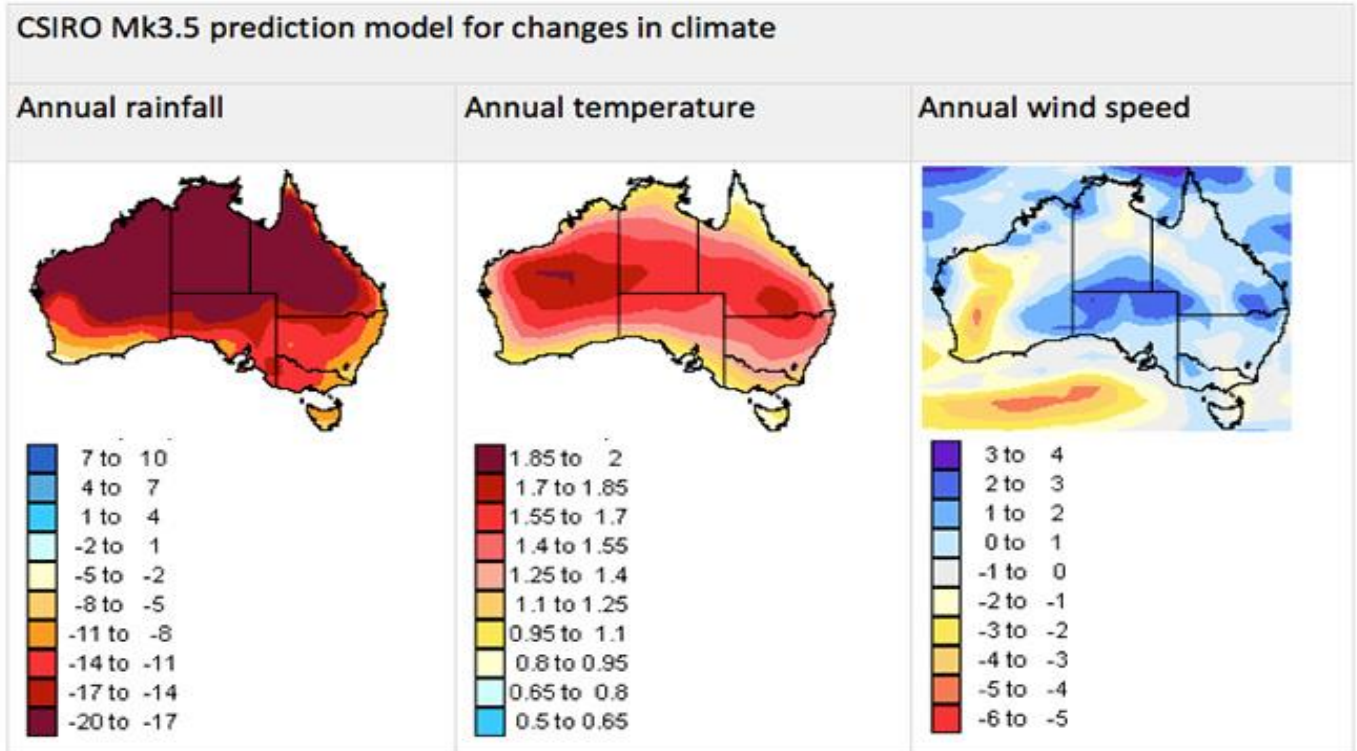 CSIRO Mk3.5 prediction model for changes in climate
Annual rainfall
Annual temperature
Annual wind speed
7 to 10
4 to 7
1 to 4
-2 to 1
-5 to -2
-8 to -5
-11 to -8
-14 to -11
-17 to -14
-20 to -17
1.85 to 2
1.7 to 1.85
1.55 to 1.7
1.4 to 1.55
1.25 to 1.4
1.1 to 1.25
0.95 to 1.1
0.8 to 0.95
0.65 to 0.8
0.5 to 0.65
3 to 4
2 to 3
1 to 2
0 to 1
-1 to 0
-2 to -1
-3 to -2
-4 to -3
-5 to -4
-6 to -5